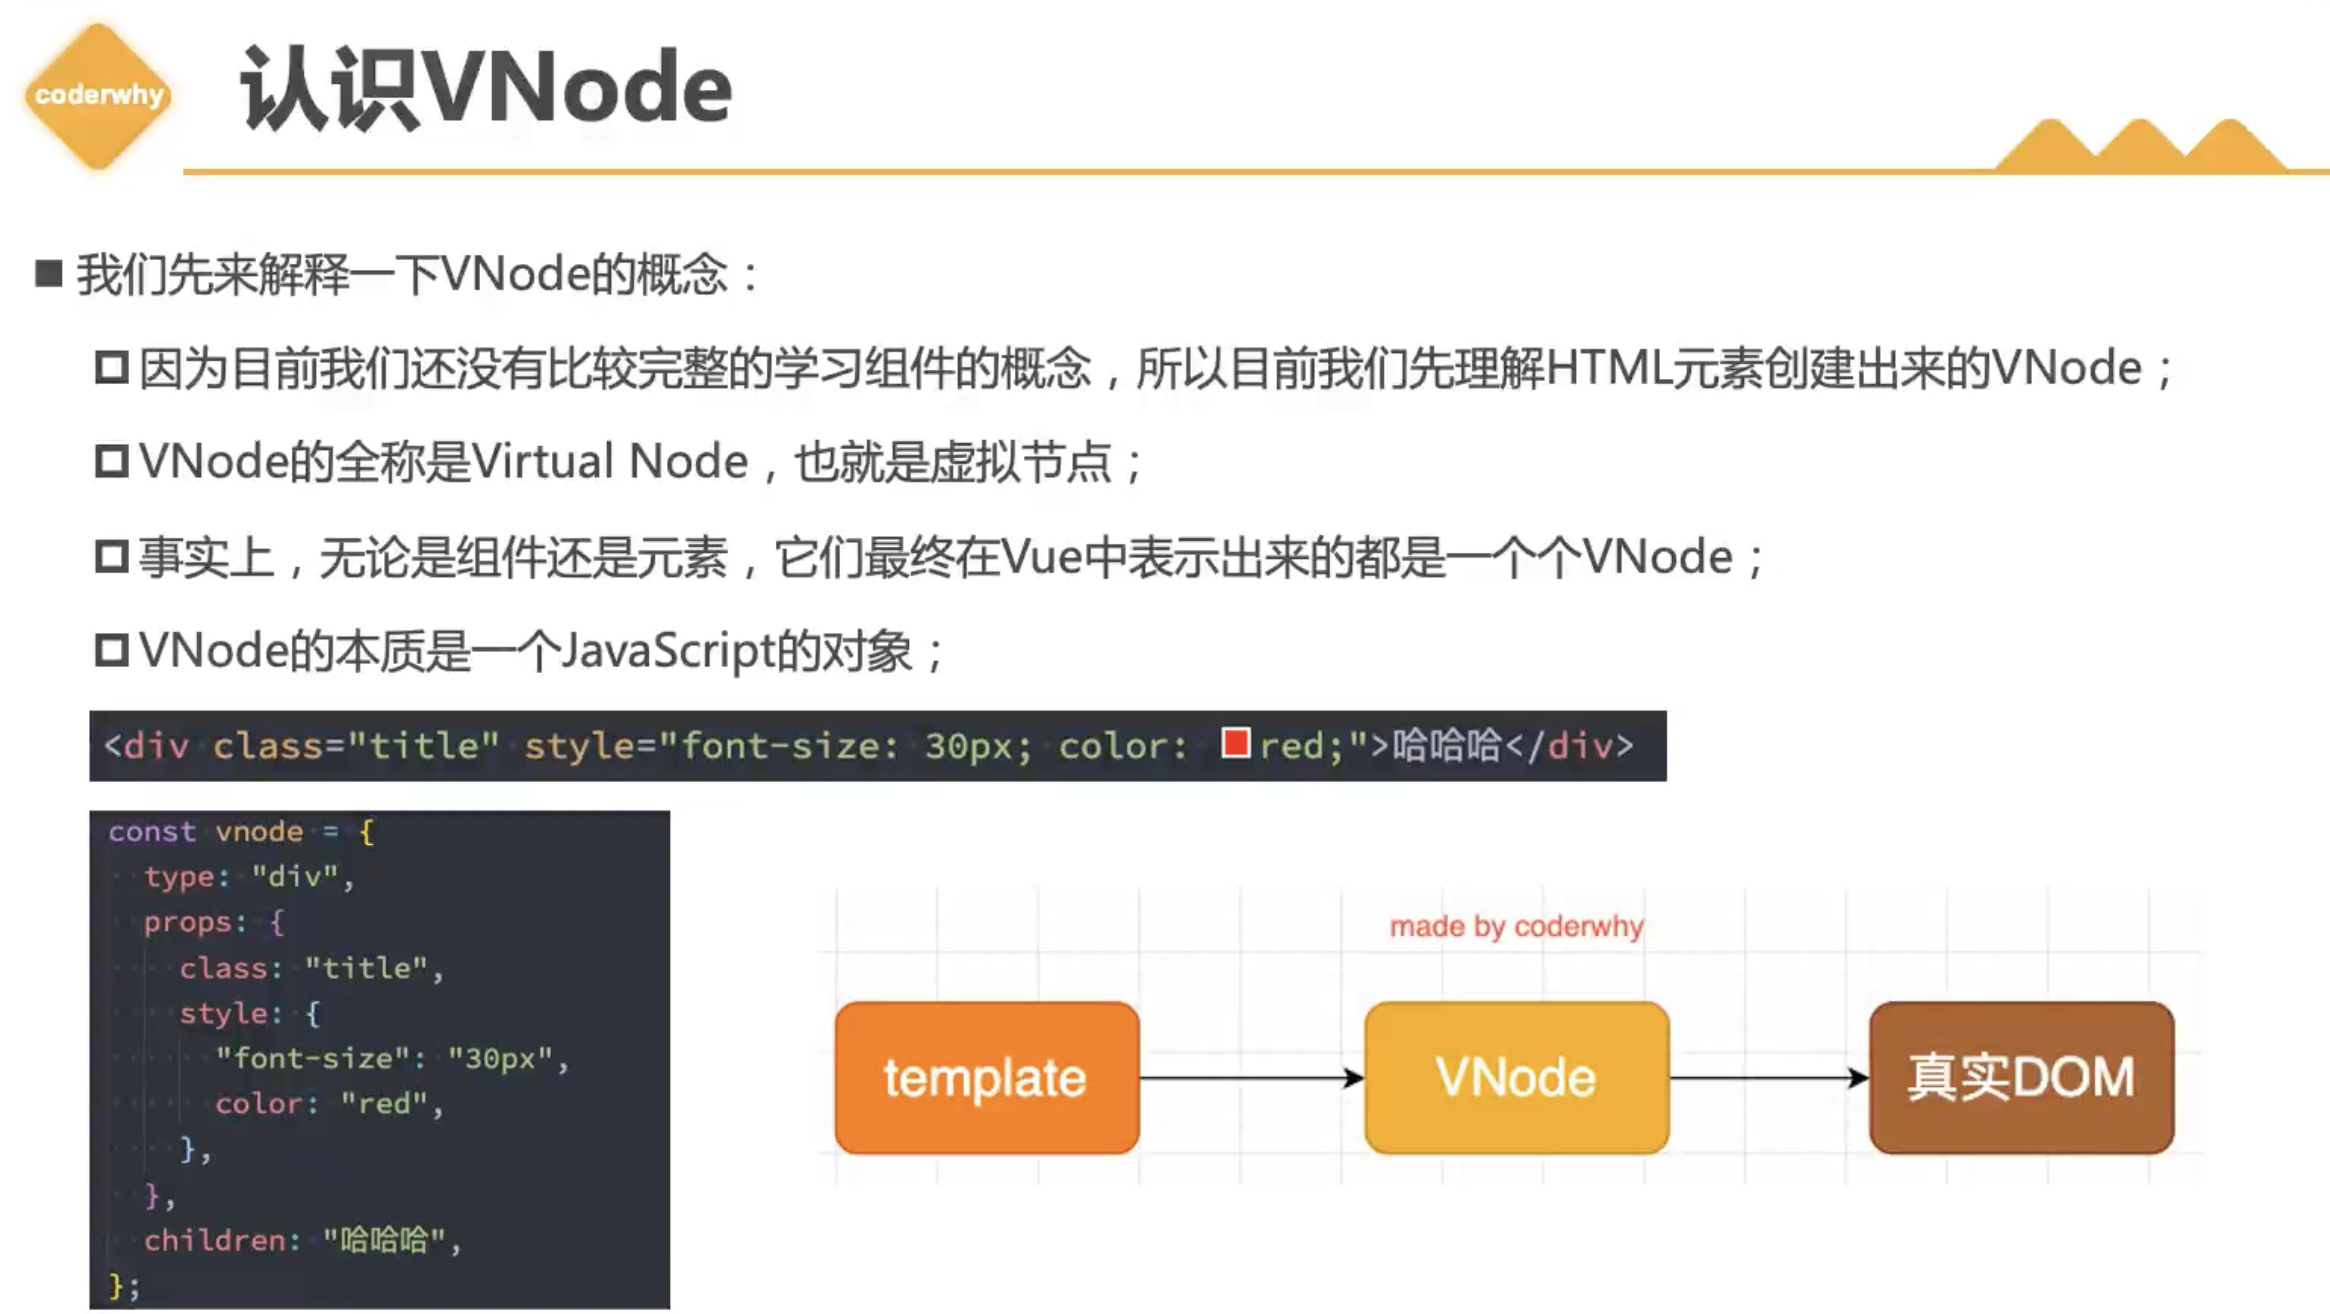 coderwhy
认识VNode
我们先来解释一下VNode的概念：
因为目前我们还没有比较完整的学习组件的概念，所以目前我们先理解HTML元素创建出来的VNode；
VNode的全称是Virtual Node，也就是虚拟节点；
事实上，无论是组件还是元素，它们最终在Vue中表示出来的都是一个个VNode；
VNode的本质是一个JavaScript的对象；
<div class="title" style="font-size: 30px; color: red;">哈哈哈</div>
const vnode = {
  type: "div",
  props: {
    class: "title",
    style: {
      "font-size": "30px",
      color: "red",
    },
  },
  children: "哈哈哈",
};
made by coderwhy
template
VNode
真实DOM